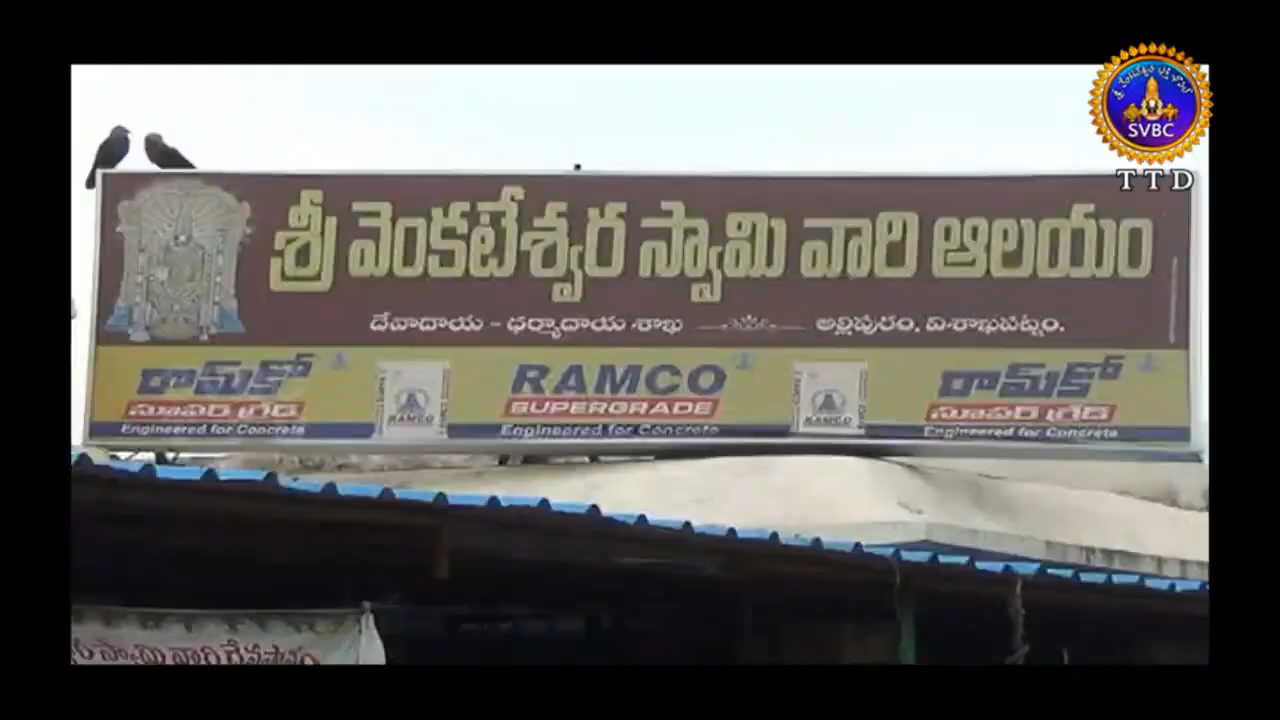 SVBC
TTD
శ్రీ వెంకటేశ్వర స్వామి వారి ఆలయం
దేవాదాయ - ధర్మాదాయ శాఖ అల్లిపురం, విశాఖపట్నం.
రామ్‌కో RAMCO రామ్‌కో
సూపర్ గ్రేడ్ SUPERGRADE సూపర్ గ్రేడ్
RAMCO RAMCO
Engineered for Concrete Engineered for Concrete Engineered for Concrete
స్వామి వారి